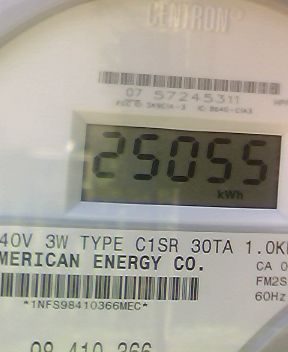 CENTRON
07 57245311
25055
kWh
40V 3W TYPE C1SR 30TA 1.0K
MERICAN ENERGY CO.
CA 0
FM2S
60Hz
*1NFS98410366MEC*
98 410 366